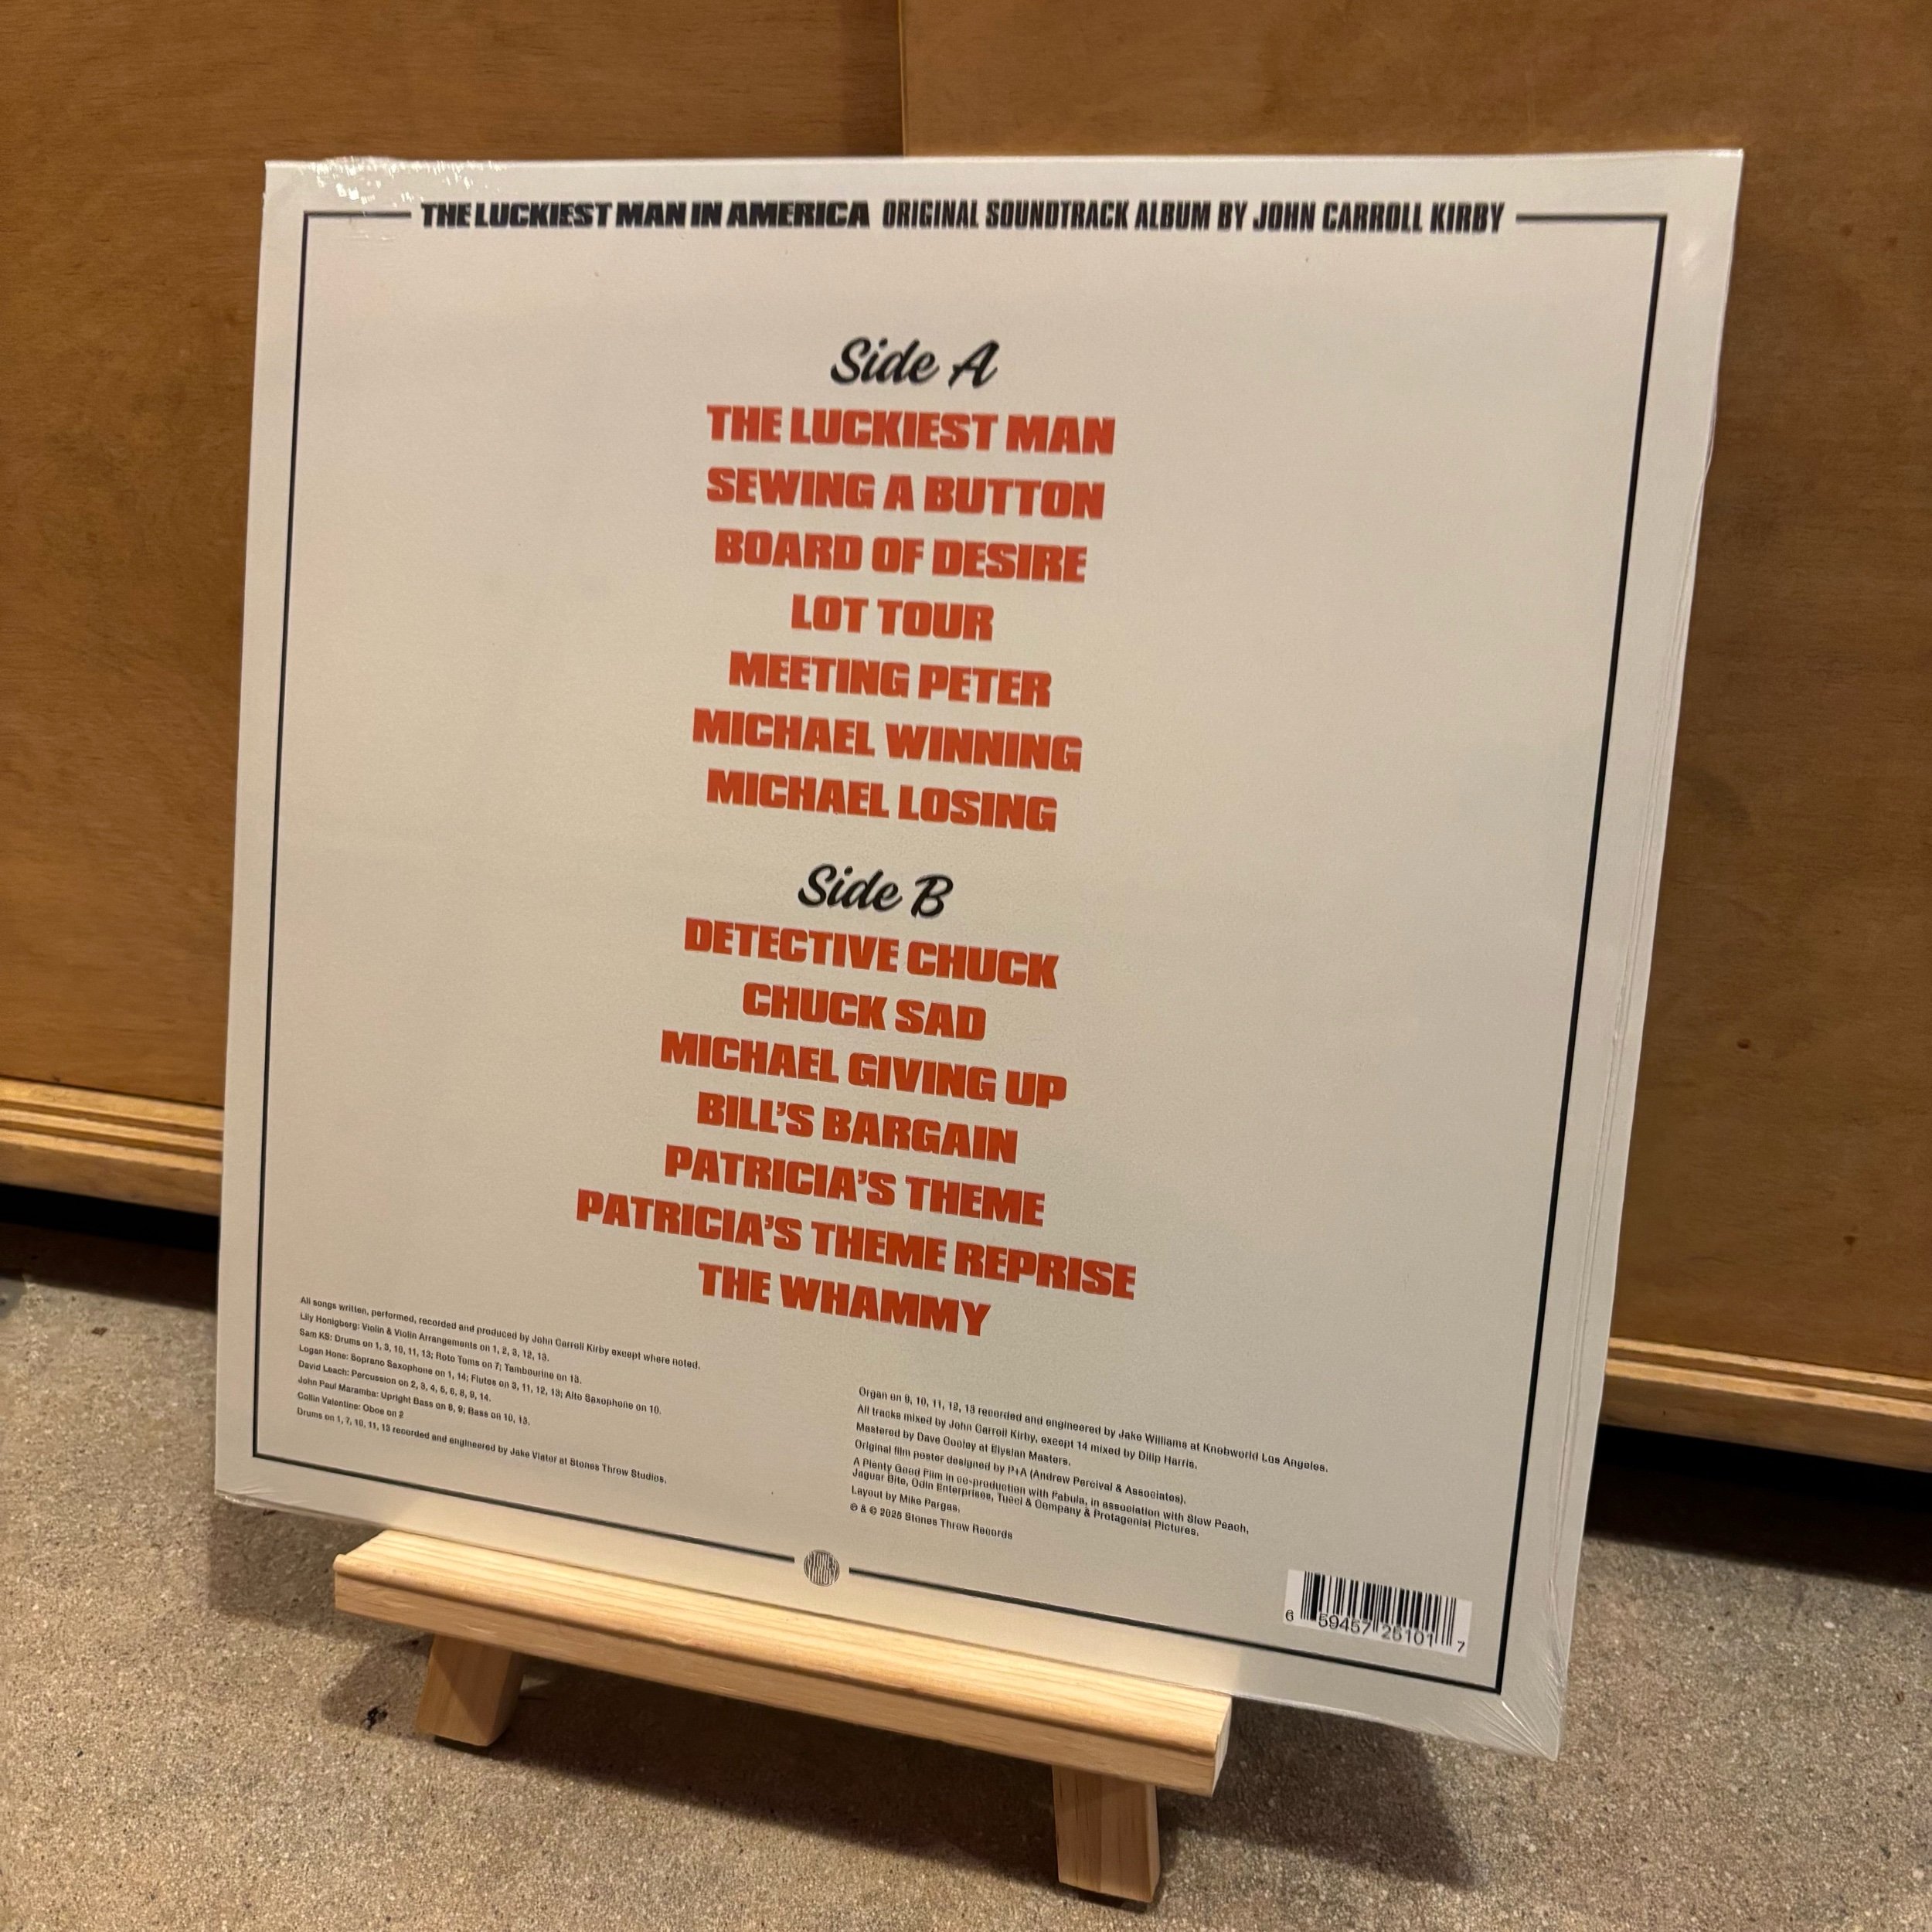 THE LUCKIEST MAN IN AMERICA ORIGINAL SOUNDTRACK ALBUM BY JOHN CARROLL KIRBY
Side A
THE LUCKIEST MAN
SEWING A BUTTON
BOARD OF DESIRE
LOT TOUR
MEETING PETER
MICHAEL WINNING
MICHAEL LOSING
Side B
DETECTIVE CHUCK
CHUCK SAD
MICHAEL GIVING UP
BILL'S BARGAIN
PATRICIA'S THEME
PATRICIA'S THEME REPRISE
THE WHAMMY
All songs written, performed, recorded and produced by John Carroll Kirby except where noted.
Lily Honigberg: Violin & Violin Arrangements on 1, 2, 3, 12, 13.
Sam KS: Drums on 1, 3, 10, 11, 13; Roto Toms on 7; Tambourine on 13.
Logan Hone: Soprano Saxophone on 1, 14; Flutes on 3, 11, 12, 13; Alto Saxophone on 10.
David Leach: Percussion on 2, 3, 4, 5, 6, 8, 9, 14.
John Paul Maramba: Upright Bass on 8, 9; Bass on 10, 13.
Collin Valentine: Oboe on 2
Drums on 1, 7, 10, 11, 13 recorded and engineered by Jake Viator at Stones Throw Studios.
Organ on 9, 10, 11, 12, 13 recorded and engineered by Jake Williams at Knobworld Los Angeles.
All tracks mixed by John Carroll Kirby, except 14 mixed by Dilip Harris.
Mastered by Dave Cooley at Elysian Masters.
Original film poster designed by P+A (Andrew Percival & Associates).
A Plenty Good Film in co-production with Fabula, in association with Slow Peach,
Jaguar Bite, Odin Enterprises, Tucci & Company & Protagonist Pictures.
Layout by Mike Pargas.
℗ & © 2025 Stones Throw Records
STONES THROW
6 59457 25101 7